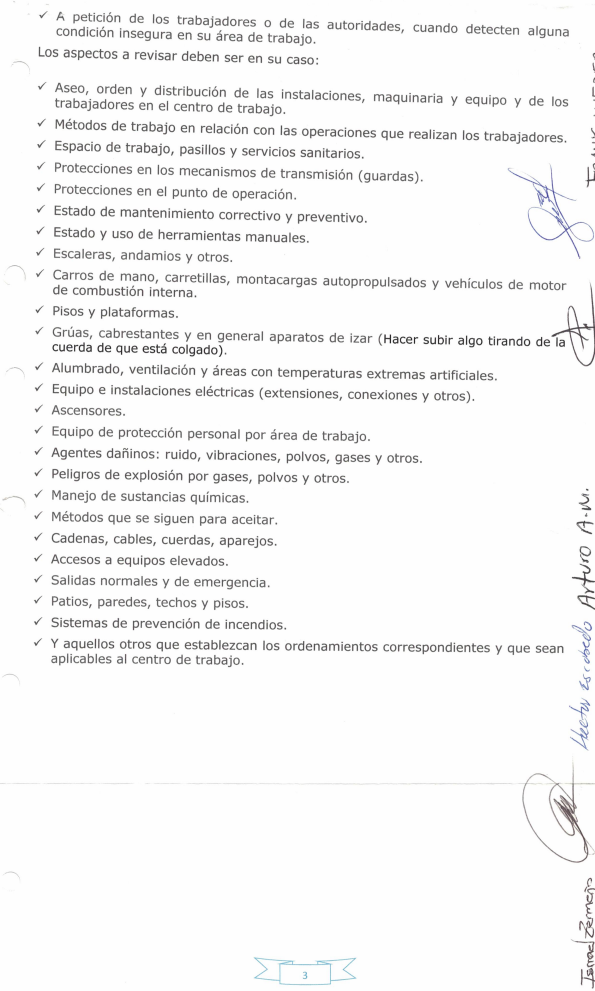 ✓ A petición de los trabajadores o de las autoridades, cuando detecten alguna
condición insegura en su área de trabajo.
Los aspectos a revisar deben ser en su caso:
✓ Aseo, orden y distribución de las instalaciones, maquinaria y equipo y de los
trabajadores en el centro de trabajo.
✓ Métodos de trabajo en relación con las operaciones que realizan los trabajadores.
✓ Espacio de trabajo, pasillos y servicios sanitarios.
✓ Protecciones en los mecanismos de transmisión (guardas).
✓ Protecciones en el punto de operación.
✓ Estado de mantenimiento correctivo y preventivo.
✓ Estado y uso de herramientas manuales.
✓ Escaleras, andamios y otros.
✓ Carros de mano, carretillas, montacargas autopropulsados y vehículos de motor
de combustión interna.
✓ Pisos y plataformas.
✓ Grúas, cabrestantes y en general aparatos de izar (Hacer subir algo tirando de la
cuerda de que está colgado).
✓ Alumbrado, ventilación y áreas con temperaturas extremas artificiales.
✓ Equipo e instalaciones eléctricas (extensiones, conexiones y otros).
✓ Ascensores.
✓ Equipo de protección personal por área de trabajo.
✓ Agentes dañinos: ruido, vibraciones, polvos, gases y otros.
✓ Peligros de explosión por gases, polvos y otros.
✓ Manejo de sustancias químicas.
✓ Métodos que se siguen para aceitar.
✓ Cadenas, cables, cuerdas, aparejos.
✓ Accesos a equipos elevados.
✓ Salidas normales y de emergencia.
✓ Patios, paredes, techos y pisos.
✓ Sistemas de prevención de incendios.
✓ Y aquellos otros que establezcan los ordenamientos correspondientes y que sean
aplicables al centro de trabajo.
Arturo A.M.
Hector Escobedo
Israel Zermeño
3